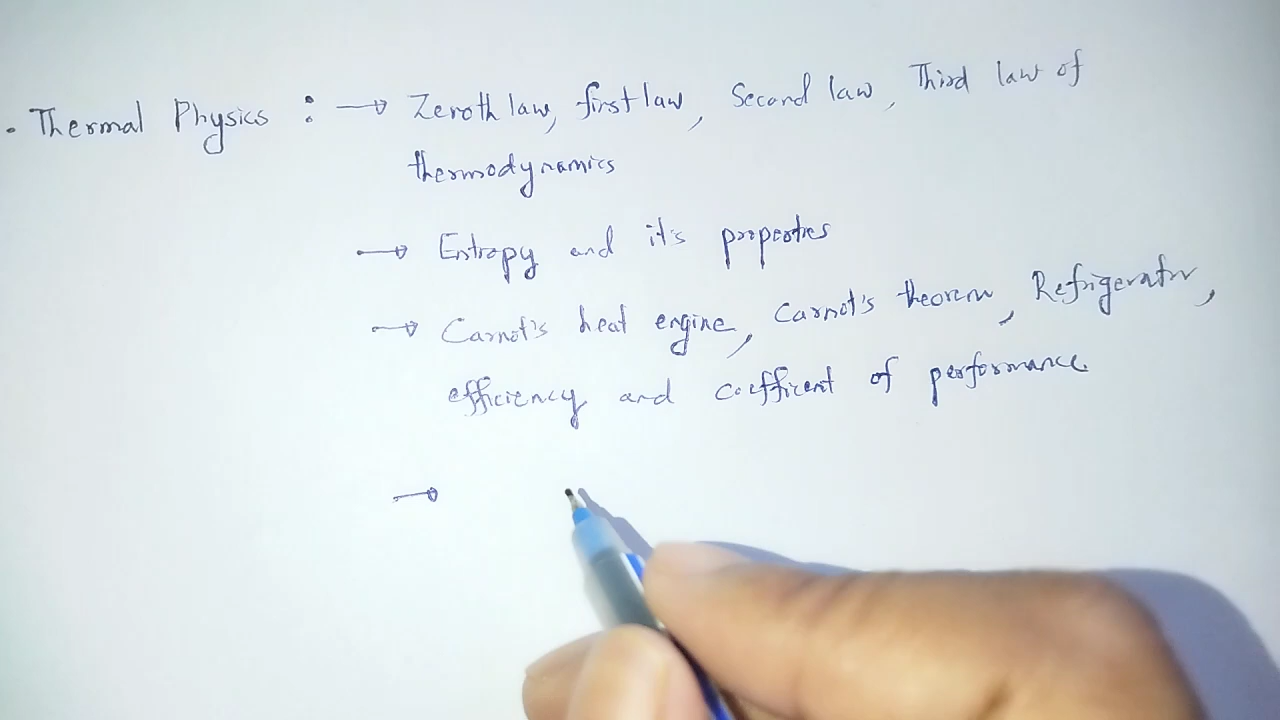 • Thermal Physics : → Zeroth law, first law, Second law, Third law of
thermodynamics
→ Entropy and it's properties
→ Carnot's heat engine, Carnot's theorem, Refrigerator,
efficiency and coefficent of performance.
→